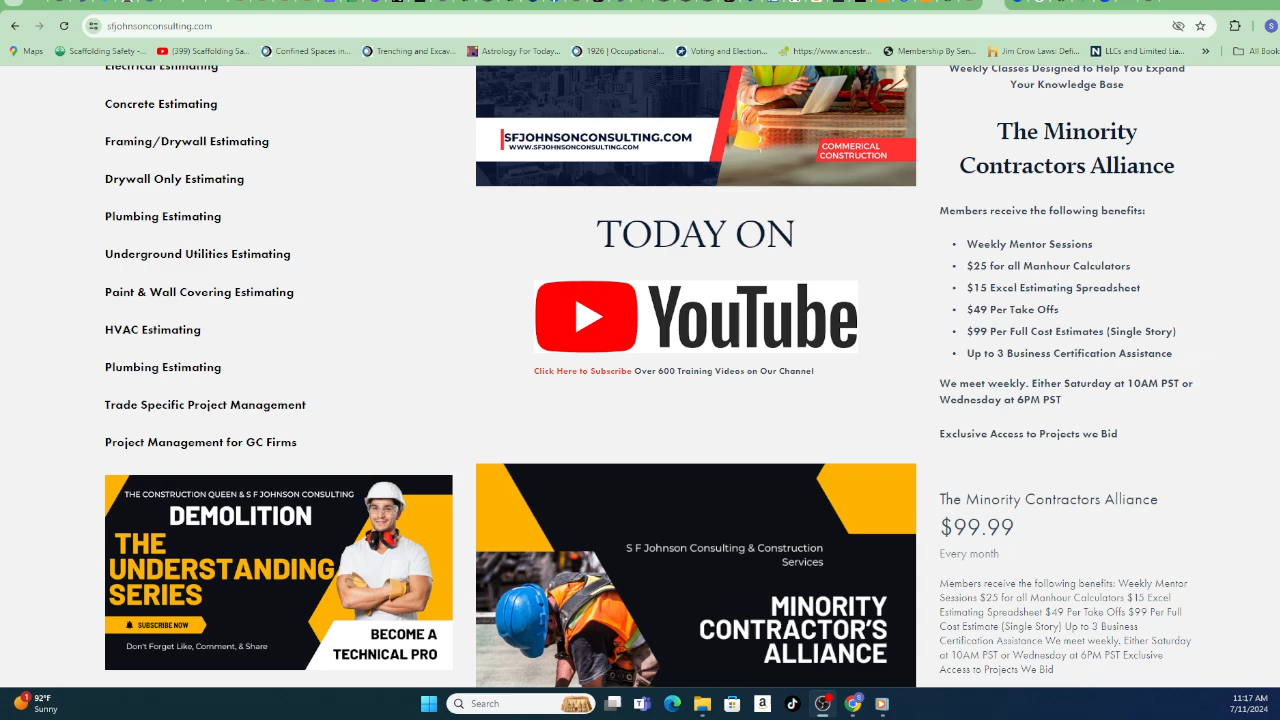 Maps
Scaffolding Safety -...
(399) Scaffolding Sa...
Confined Spaces in...
Trenching and Excav...
Astrology For Today...
1926 | Occupational...
Voting and Election...
https//www.ancest...
Membership By Sen...
Jim Crow Laws: Defi...
LLCs and Limited Li...
»
All Book
S
Electrical Estimating
Concrete Estimating
Framing/Drywall Estimating
Drywall Only Estimating
Plumbing Estimating
Underground Utilities Estimating
Paint & Wall Covering Estimating
HVAC Estimating
Plumbing Estimating
Trade Specific Project Management
Project Management for GC Firms
THE CONSTRUCTION QUEEN & S F JOHNSON CONSULTING
DEMOLITION
THE
UNDERSTANDING
SERIES
SUBSCRIBE NOW
Don't Forget Like, Comment, & Share
BECOME A
TECHNICAL PRO
SFJOHNSONCONSULTING.COM
WWW.SFJOHNSONCONSULTING.COM
COMMERICAL
CONSTRUCTION
TODAY ON
YouTube
Click Here to Subscribe Over 600 Training Videos on Our Channel
S F Johnson Consulting & Construction
Services
MINORITY
CONTRACTOR'S
ALLIANCE
Weekly Classes Designed to Help You Expand
Your Knowledge Base
The Minority
Contractors Alliance
Members receive the following benefits:
• Weekly Mentor Sessions
• $25 for all Manhour Calculators
• $15 Excel Estimating Spreadsheet
• $49 Per Take Offs
• $99 Per Full Cost Estimates (Single Story)
• Up to 3 Business Certification Assistance
We meet weekly. Either Saturday at 10AM PST or
Wednesday at 6PM PST
Exclusive Access to Projects we Bid
The Minority Contractors Alliance
$99.99
Every month
Members Receive the Following Benefits: Weekly Mentor
Sessions $25 for all Manhour Calculators $15 Excel
Estimating Spreadsheet $49 Per Take Offs $99 Per Full
Cost Estimates (Single Story) Up to 3 Business
Certification Assistance We meet weekly. Either Saturday
at 10AM PST or Wednesday at 6PM PST Exclusive
Access to Projects We Bid
1
92°F
Sunny
Search
11:17 AM
7/11/2024